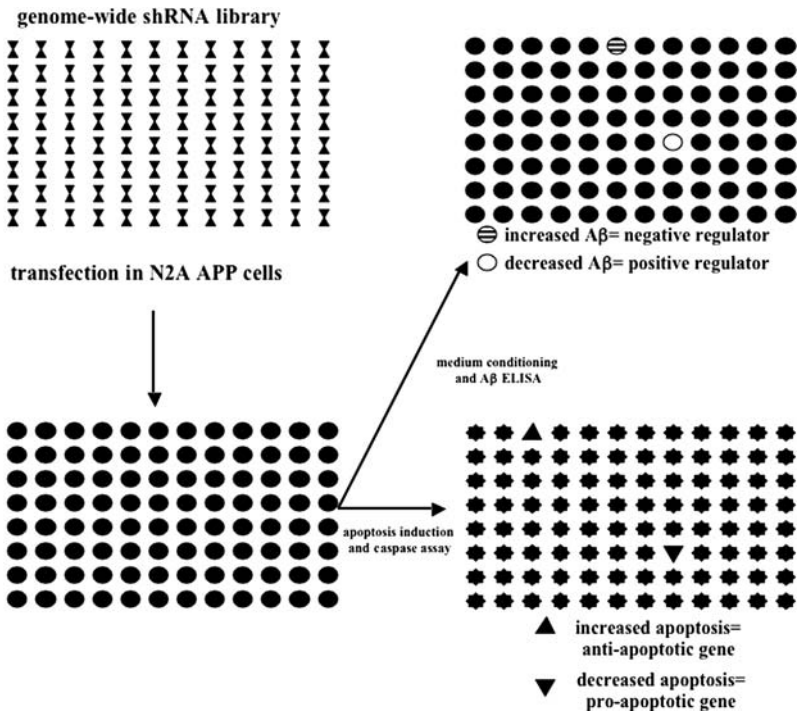 genome-wide shRNA library
transfection in N2A APP cells
increased Aβ= negative regulator
decreased Aβ= positive regulator
medium conditioning
and Aβ ELISA
apoptosis induction
and caspase assay
increased apoptosis=
anti-apoptotic gene
decreased apoptosis=
pro-apoptotic gene